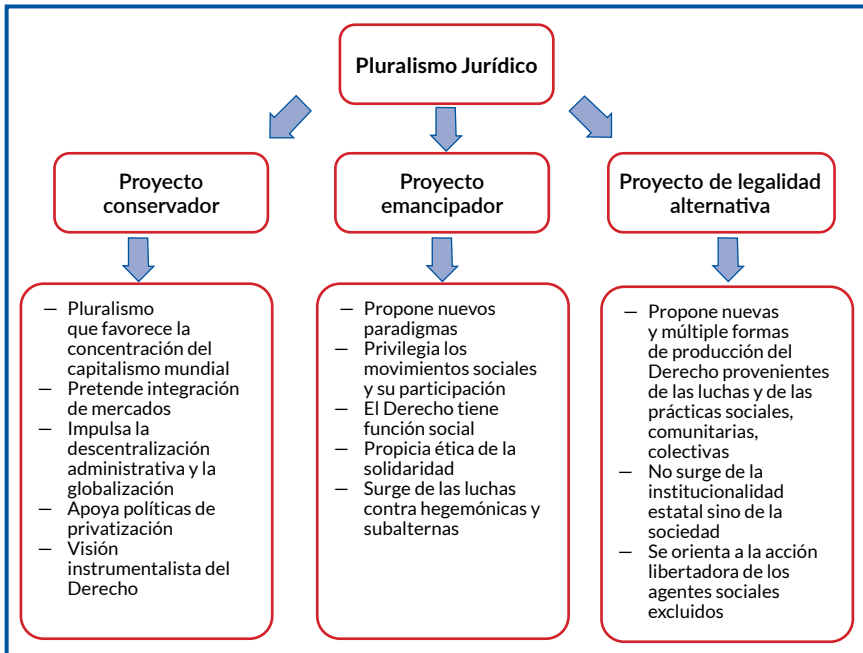 Pluralismo Jurídico
Proyecto
conservador
Proyecto
emancipador
Proyecto de legalidad
alternativa
— Pluralismo
que favorece la
concentración del
capitalismo mundial
— Pretende integración
de mercados
— Impulsa la
descentralización
administrativa y la
globalización
— Apoya políticas de
privatización
— Visión
instrumentalista del
Derecho
— Propone nuevos
paradigmas
— Privilegia los
movimientos sociales
y su participación
— El Derecho tiene
función social
— Propicia ética de la
solidaridad
— Surge de las luchas
contra hegemónicas y
subalternas
— Propone nuevas
y múltiple formas
de producción del
Derecho provenientes
de las luchas y de las
prácticas sociales,
comunitarias,
colectivas
— No surge de la
institucionalidad
estatal sino de la
sociedad
— Se orienta a la acción
libertadora de los
agentes sociales
excluidos